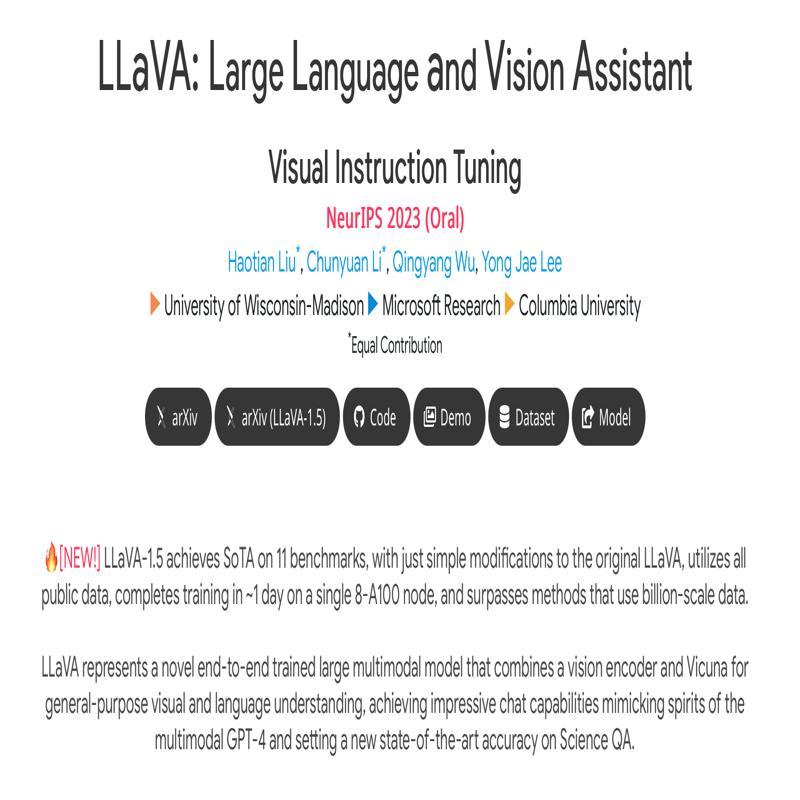 LLaVA: Large Language and Vision Assistant
Visual Instruction Tuning
NeurIPS 2023 (Oral)
Haotian Liu*, Chunyuan Li*, Qingyang Wu, Yong Jae Lee
University of Wisconsin-Madison Microsoft Research Columbia University
*Equal Contribution
arXiv arXiv (LLaVA-1.5) Code Demo Dataset Model
🔥[NEW!] LLaVA-1.5 achieves SoTA on 11 benchmarks, with just simple modifications to the original LLaVA, utilizes all
public data, completes training in ~1 day on a single 8-A100 node, and surpasses methods that use billion-scale data.
LLaVA represents a novel end-to-end trained large multimodal model that combines a vision encoder and Vicuna for
general-purpose visual and language understanding, achieving impressive chat capabilities mimicking spirits of the
multimodal GPT-4 and setting a new state-of-the-art accuracy on Science QA.